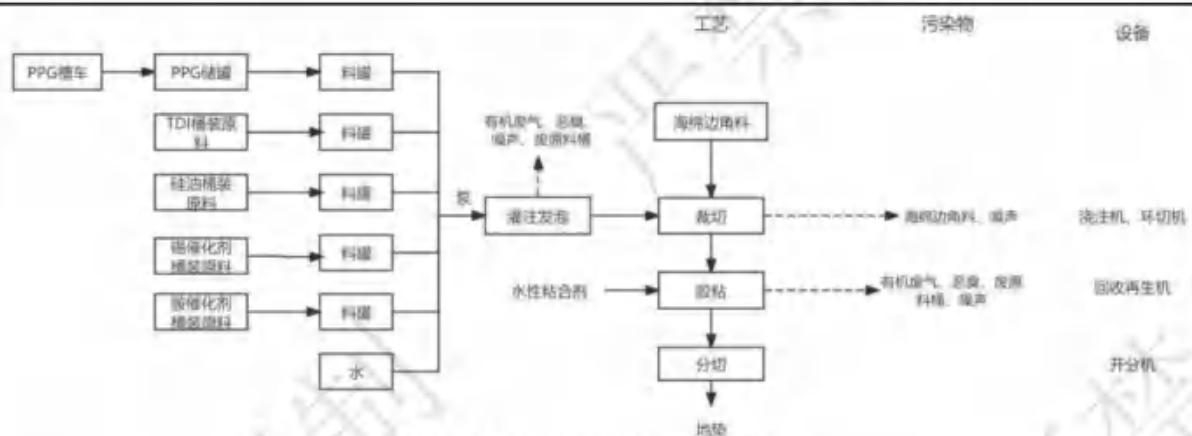 工艺
污染物
设备
PPG槽车
PPG储罐
料罐
TDI桶装原
料
料罐
硅油桶装
原料
料罐
锡催化剂
桶装原料
料罐
胺催化剂
桶装原料
料罐
水
泵
有机废气、恶臭、
噪声、废原料桶
灌注发泡
海绵边角料
裁切
海绵边角料、噪声
浇注机、环切机
水性粘合剂
胶粘
有机废气、恶臭、废原
料桶、噪声
回收再生机
分切
开分机
地垫